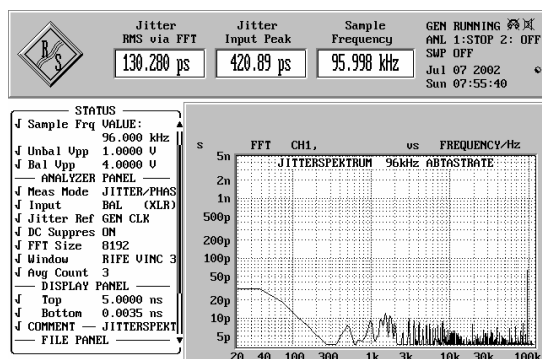 Jitter Jitter Sample
RMS via FFT Input Peak Frequency
130.280 ps 420.89 ps 95.998 kHz
GEN RUNNING
ANL 1:STOP 2: OFF
SWP OFF
Jul 07 2002
Sun 07:55:40
R S
STATUS
Sample Frq VALUE:
96.000 kHz
Unbal Vpp 1.0000 V
Bal Vpp 4.0000 V
ANALYZER PANEL
Meas Mode JITTER/PHAS
Input BAL (XLR)
Jitter Ref GEN CLK
DC Suppres ON
FFT Size 8192
Window RIFE VINC 3
Avg Count 3
DISPLAY PANEL
Top 5.0000 ns
Bottom 0.0035 ns
COMMENT — JITTERSPEKT
FILE PANEL
s FFT CH1, vs FREQUENCY/Hz
JITTERSPEKTRUM 96kHz ABTASTRATE
5n
2n
1n
500p
200p
100p
50p
20p
10p
5p
20 40 100 300 1k 3k 10k 30k 100k